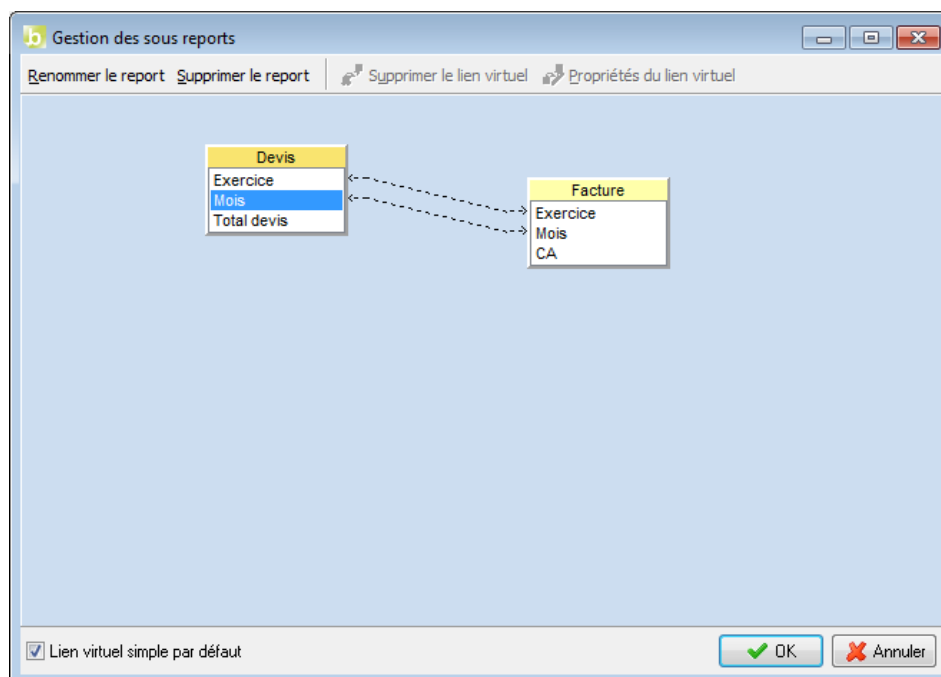 Gestion des sous reports
Renommer le report Supprimer le report Supprimer le lien virtuel Propriétés du lien virtuel
Devis
Exercice
Mois
Total devis
Facture
Exercice
Mois
CA
Lien virtuel simple par défaut
OK
Annuler